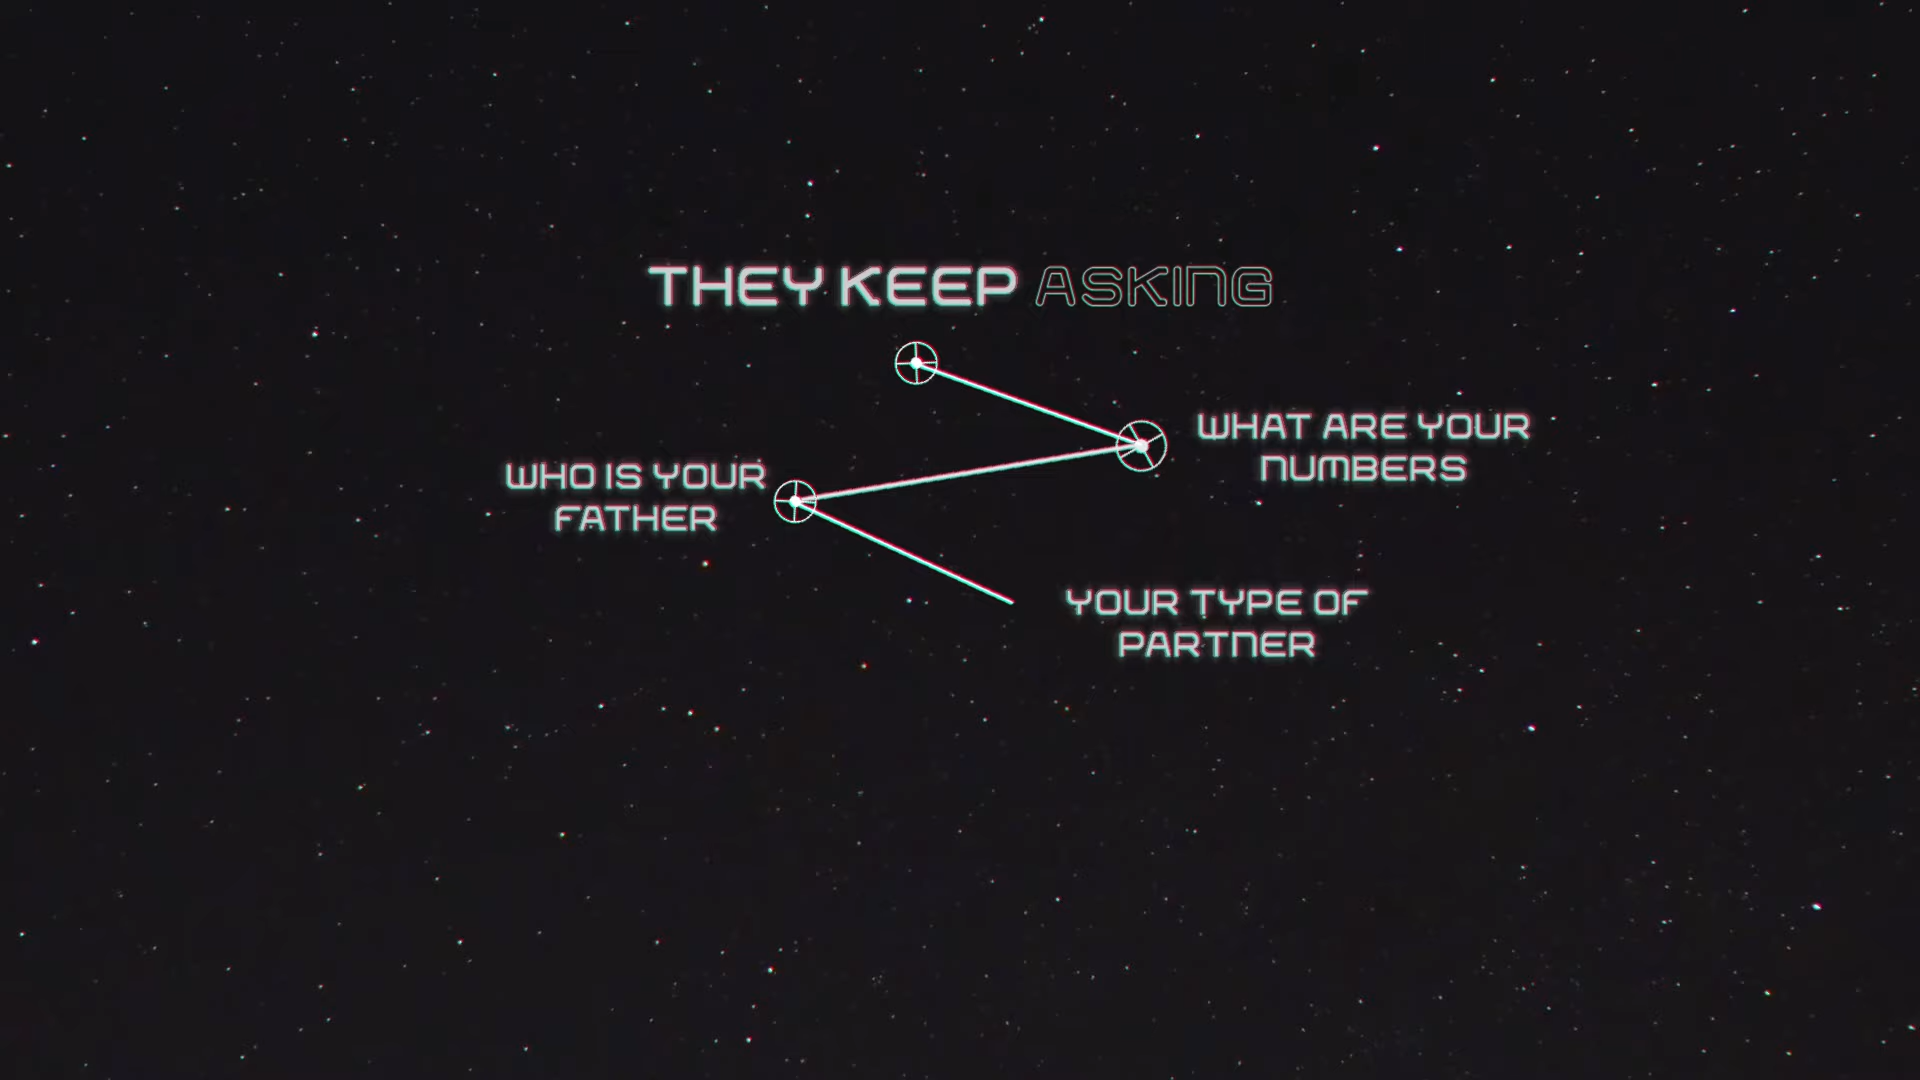 THEY KEEP ASKING
WHAT ARE YOUR
NUMBERS
WHO IS YOUR
FATHER
YOUR TYPE OF
PARTNER